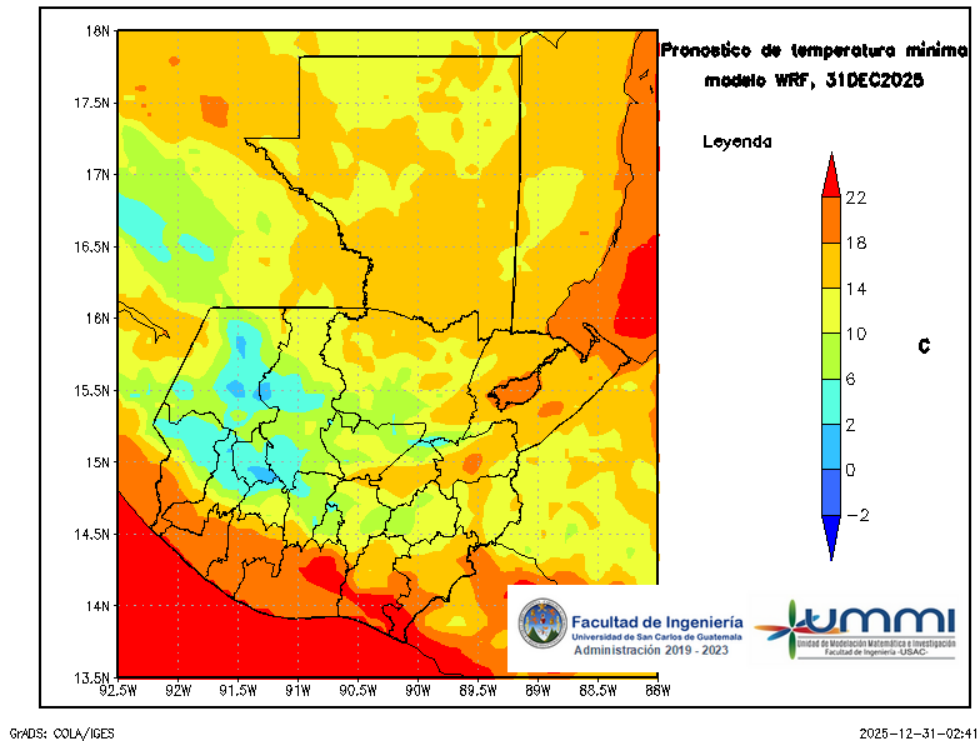 Pronostico de temperatura minima
modelo WRF, 31DEC2025
Leyenda
22
18
14
10
6
2
0
-2
C
18N
17.5N
17N
16.5N
16N
15.5N
15N
14.5N
14N
13.5N
92.5W 92W 91.5W 91W 90.5W 90W 89.5W 89W 88.5W 88W
Facultad de Ingeniería
Universidad de San Carlos de Guatemala
Administración 2019 - 2023
ummi
Unidad de Modelación Matemática e Investigación
Facultad de Ingeniería -USAC-
GrADS: COLA/IGES
2025-12-31-02:41